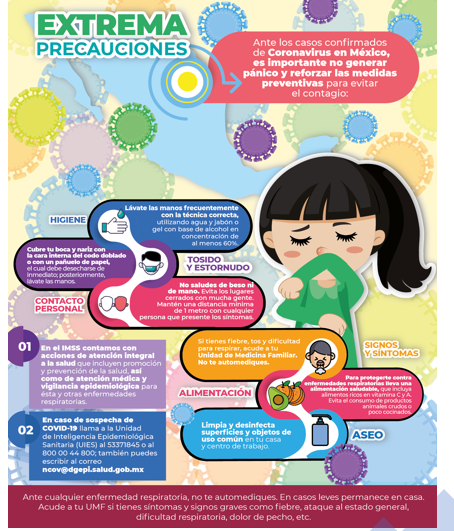 EXTREMA
PRECAUCIONES
Ante los casos confirmados
de Coronavirus en México,
es importante no generar
pánico y reforzar las medidas
preventivas para evitar
el contagio:
HIGIENE
Lávate las manos frecuentemente
con la técnica correcta,
utilizando agua y jabón o
gel con base de alcohol en
concentración de
al menos 60%.
Cubre tu boca y nariz con
la cara interna del codo doblado
o con un pañuelo de papel,
el cual debe desecharse de
inmediato; posteriormente,
lávate las manos.
TOSIDO
Y ESTORNUDO
CONTACTO
PERSONAL
No saludes de beso ni
de mano. Evita los lugares
cerrados con mucha gente.
Mantén una distancia mínima
de 1 metro con cualquier
persona que presente los síntomas.
01
En el IMSS contamos con
acciones de atención integral
a la salud que incluyen promoción
y prevención de la salud, así
como de atención médica y
vigilancia epidemiológica para
esta y otras enfermedades
respiratorias.
02
En caso de sospecha de
COVID-19 llama a la Unidad
de Inteligencia Epidemiológica
Sanitaria (UIES) al 53371845 o al
800 00 44 800; también puedes
escribir al correo
ncov@dgepi.salud.gob.mx
Si tienes fiebre, tos y dificultad
para respirar, acude a tu
Unidad de Medicina Familiar.
No te automediques.
SIGNOS
Y SÍNTOMAS
ALIMENTACIÓN
Para protegerte contra
enfermedades respiratorias lleva una
alimentación saludable, que incluya
alimentos ricos en vitamina C y A.
Evita el consumo de productos
animales crudos o
poco cocinados.
Limpia y desinfecta
superficies y objetos de
uso común en tu casa
y centro de trabajo.
ASEO
Ante cualquier enfermedad respiratoria, no te automediques. En casos leves permanece en casa.
Acude a tu UMF si tienes síntomas y signos graves como fiebre, ataque al estado general,
dificultad respiratoria, dolor de pecho, etc.